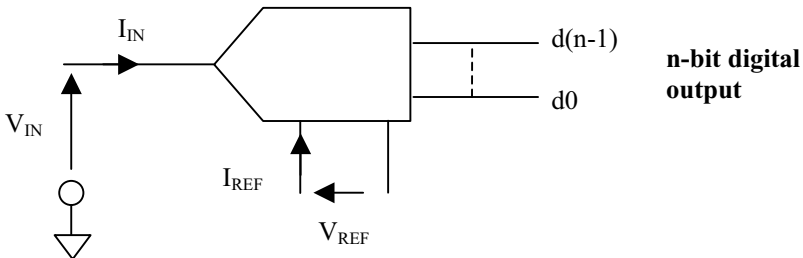 I_IN
d(n-1)
n-bit digital
output
d0
V_IN
I_REF
V_REF